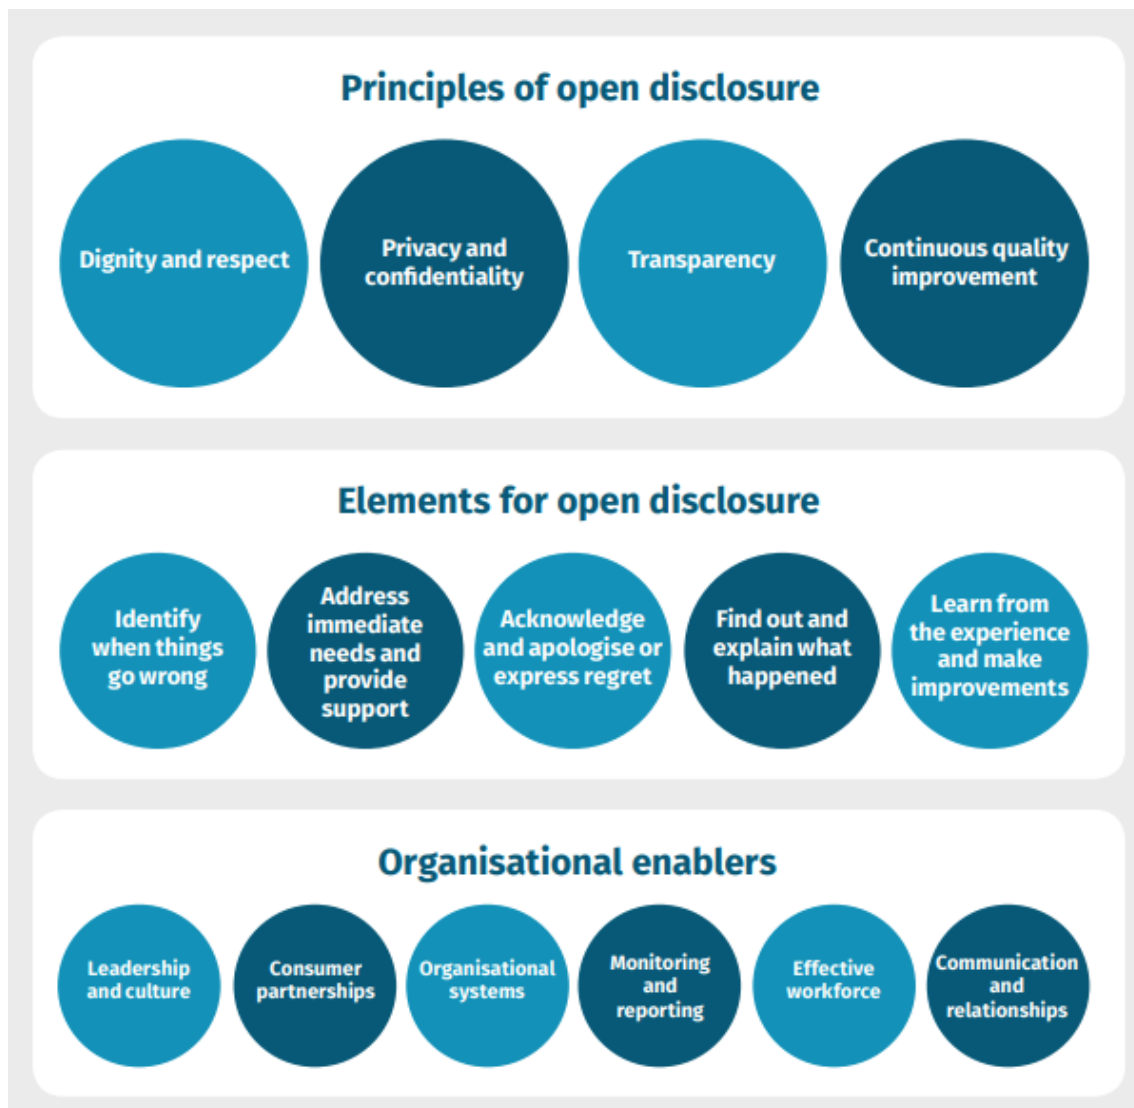 Principles of open disclosure
Dignity and respect
Privacy and
confidentiality
Transparency
Continuous quality
improvement
Elements for open disclosure
Identify
when things
go wrong
Address
immediate
needs and
provide
support
Acknowledge
and apologise or
express regret
Find out and
explain what
happened
Learn from
the experience
and make
improvements
Organisational enablers
Leadership
and culture
Consumer
partnerships
Organisational
systems
Monitoring
and
reporting
Effective
workforce
Communication
and
relationships